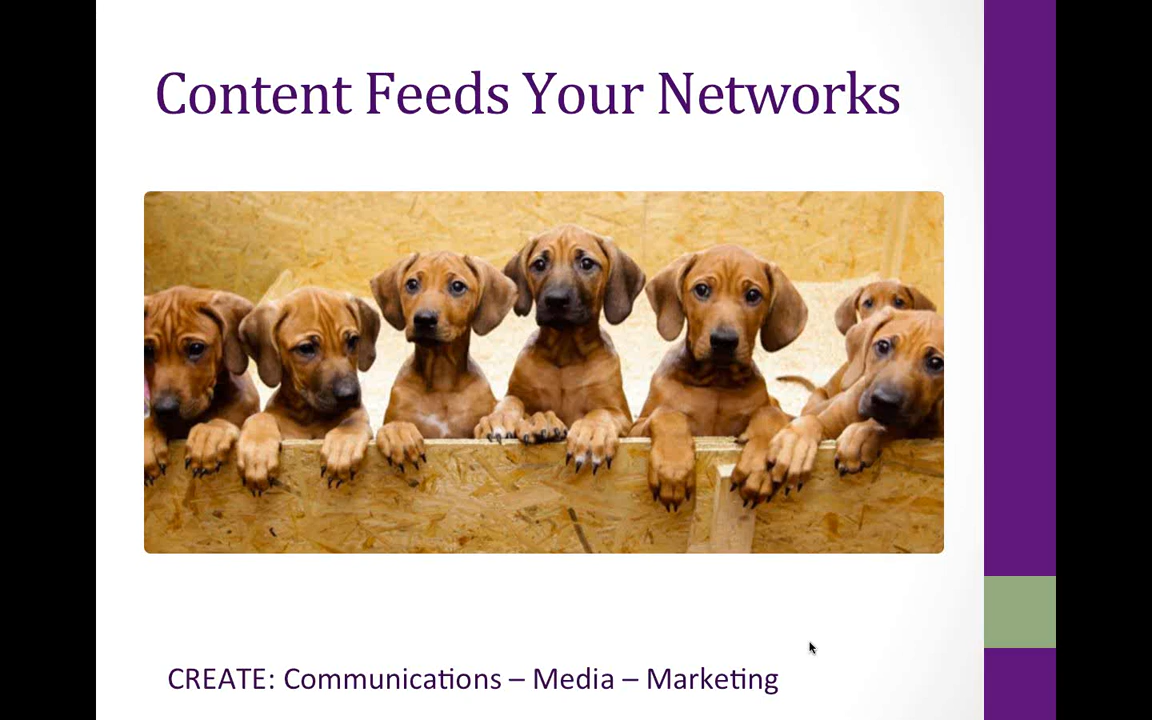 Content Feeds Your Networks
CREATE: Communications – Media – Marketing